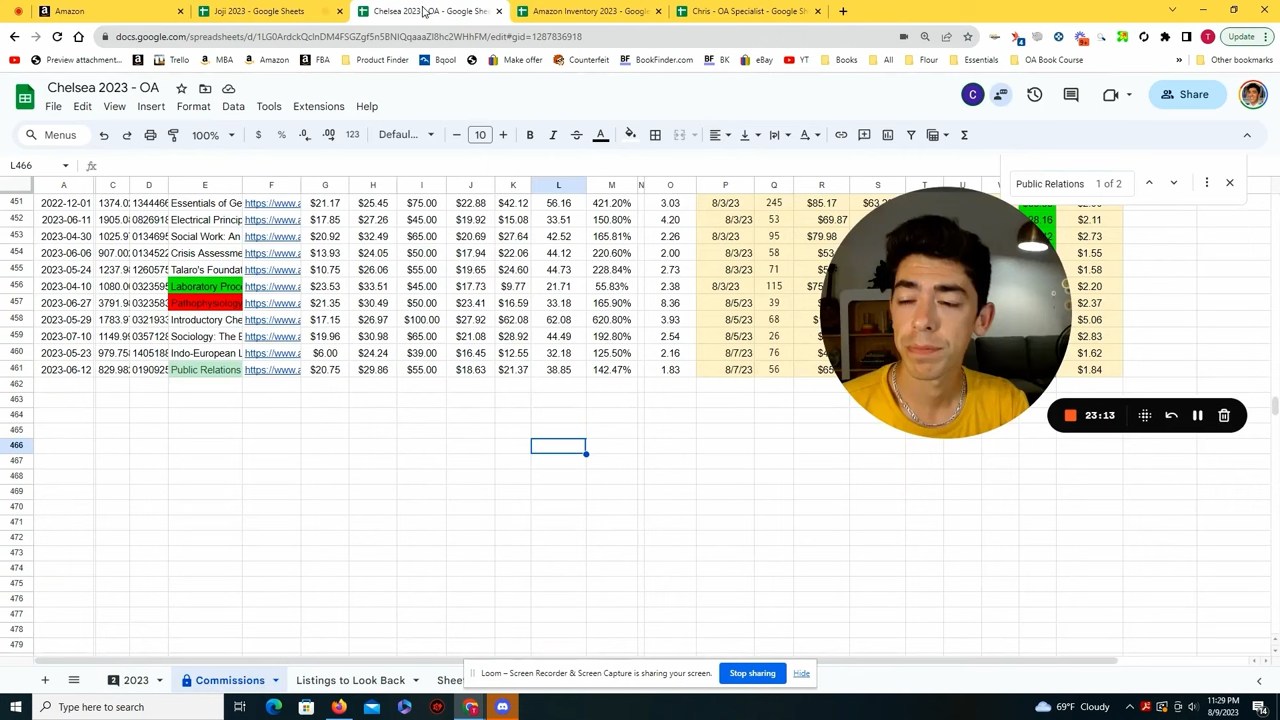 Amazon
Joji 2023 - Google Sheets
Chelsea 2023 - OA - Google She
Amazon Inventory 2023 - Google
Chris - OA Specialist - Google Sh
docs.google.com/spreadsheets/d/1LG0ArdckQclnDM4FSGZgf5n5BNIQqaaaZl8hc2WHhFM/edit#gid=1287836918
Update
Preview attachment...
Trello
MBA
Amazon
FBA
Product Finder
Bqool
Make offer
Counterfeit
BookFinder.com
BK
eBay
YT
Books
All
Flour
Essentials
OA Book Course
Other bookmarks
Chelsea 2023 - OA
File Edit View Insert Format Data Tools Extensions Help
Share
Menus 100% $ % .0 .00 123 Defaul... 10 B I A
L466
Public Relations 1 of 2
A C D E F G H I J K L M N O P Q R S T U
451 2022-12-01 1374.0 1344466 Essentials of Ge https://www.a $21.17 $25.45 $75.00 $22.88 $42.12 56.16 421.20% 3.03 8/3/23 245 $85.17
452 2023-06-11 1905.0 0826918 Electrical Princip https://www.a $17.93 $27.26 $45.00 $19.92 $15.08 33.51 150.80% 4.20 8/3/23 53 $69.87 28.16 $2.11
453 2023-04-30 1025.9 013469 Social Work: An https://www.a $32.49 $65.00 $20.69 $27.64 42.52 165.81% 2.26 8/3/23 95 $79.98 $2.73
454 2023-06-06 907.0 0134522 Crisis Assessme https://www.a $13.93 $24.05 $50.00 $17.94 $22.06 44.12 220.60% 2.00 8/3/23 58 $1.55
455 2023-05-24 1237.9 1260575 Talaro's Foundat https://www.a $10.75 $26.06 $55.00 $19.65 $24.60 44.73 228.84% 2.73 8/3/23 71 $1.58
456 2023-04-10 1080.0 032359 Laboratory Proc https://www.a $23.53 $33.51 $45.00 $17.73 $9.77 21.71 55.83% 2.38 8/3/23 115 $2.20
457 2023-06-27 3791.9 0323583 Pathophysiology https://www.a $21.35 $30.49 $50.00 $23.41 $16.59 33.18 165.90% 8.36 8/5/23 39 $2.37
458 2023-06-29 1783.9 0321933 Introductory Che https://www.a $17.15 $26.97 $100.00 $27.92 $62.08 62.08 620.80% 3.93 8/5/23 68 $5.06
459 2023-07-10 1149.9 0357128 Sociology: The E https://www.a $19.96 $30.98 $65.00 $21.08 $28.92 44.49 192.80% 2.54 8/5/23 26 $2.83
460 2023-05-23 979.75 1405188 Indo-European L https://www.a $6.00 $24.24 $39.00 $16.45 $12.55 32.18 125.50% 2.16 8/7/23 76 $1.62
461 2023-06-12 829.98 0190925 Public Relations https://www.a $20.75 $29.86 $55.00 $18.63 $21.37 38.85 142.47% 1.83 8/7/23 56 $1.84
462
463
464
465
466
467
468
469
470
471
472
473
474
475
476
477
478
479
23:13
Loom – Screen Recorder & Screen Capture is sharing your screen. Stop sharing Hide
2 2023 Commissions Listings to Look Back Shee
Type here to search
69°F Cloudy
11:29 PM
8/9/2023
14